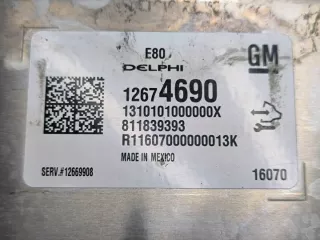 E80
DELPHI
GM
12674690
1310101000000X
811839393
R11607000000013K
MADE IN MEXICO
SERV.#12669908
16070